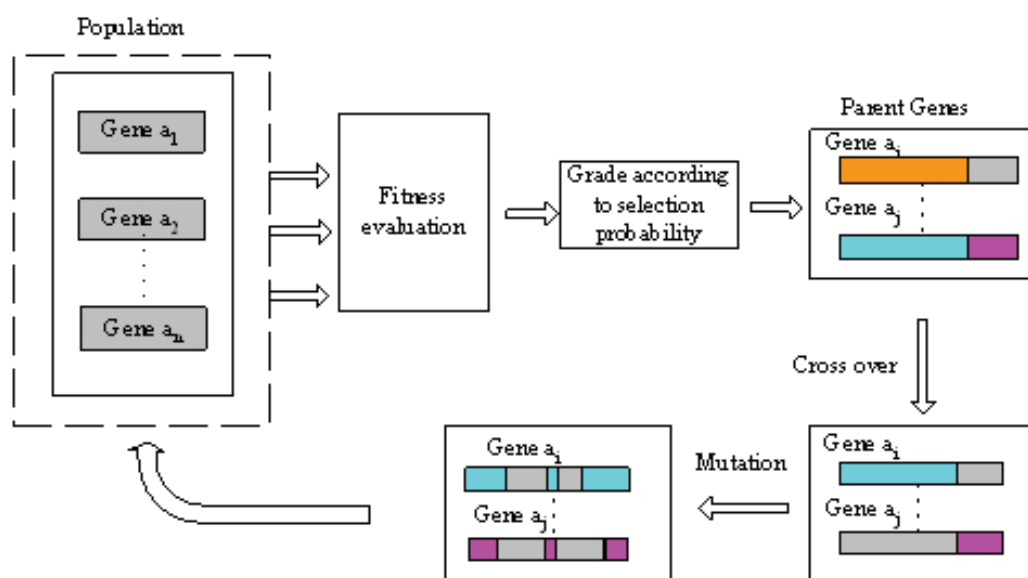 Population
Gene a1
Gene a2
Gene an
Fitness
evaluation
Grade according
to selection
probability
Parent Genes
Gene ai
Gene aj
Cross over
Gene ai
Gene aj
Mutation
Gene ai
Gene aj